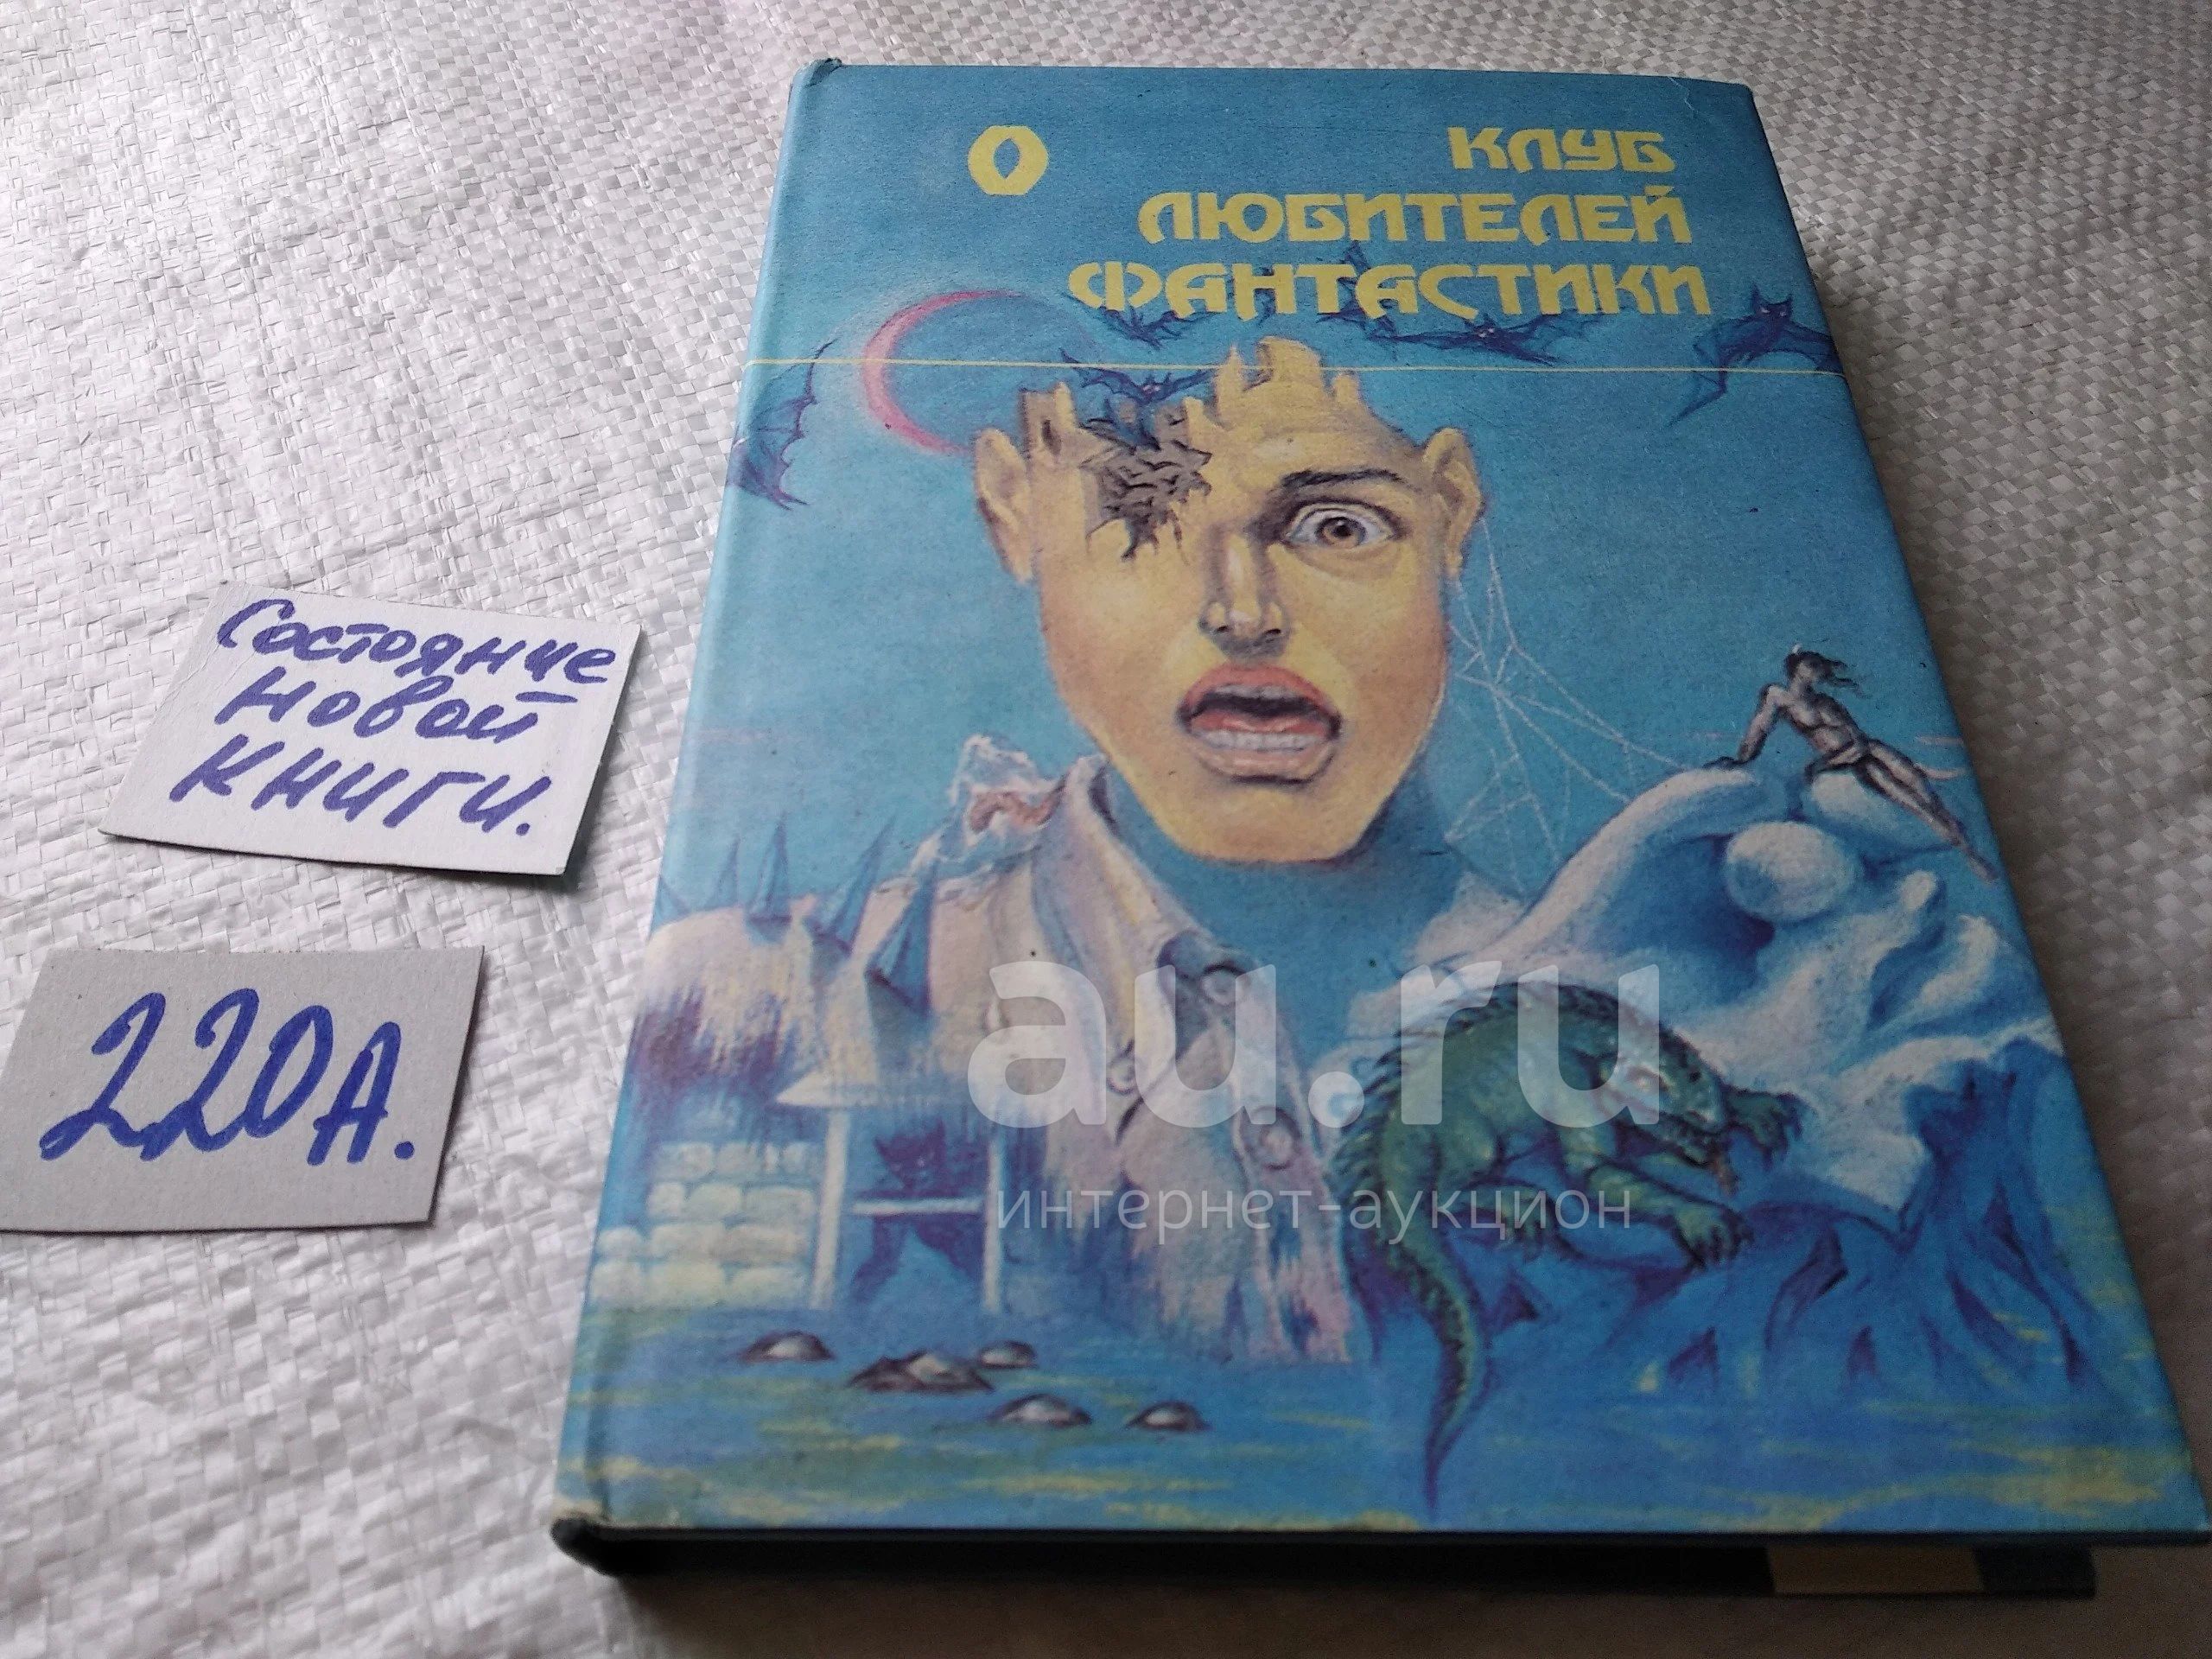 О
КЛУБ
ЛЮБИТЕЛЕЙ
ФАНТАСТИКИ
Состояние
новой
книги.
220А.
au.ru
интернет-аукцион